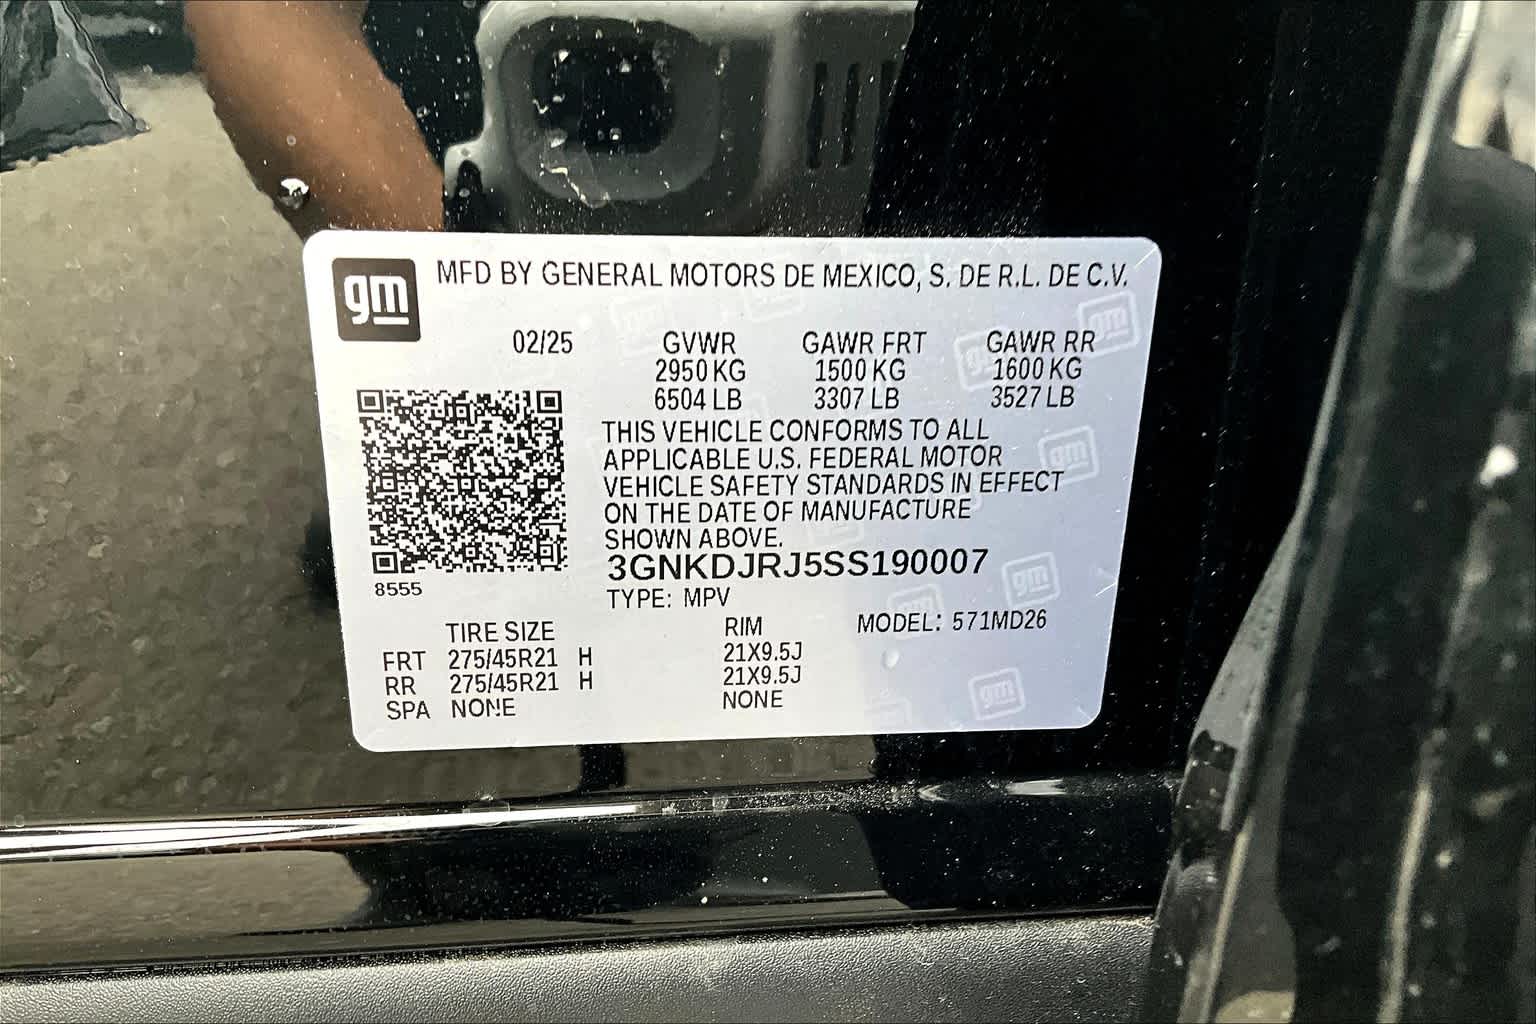 gm
MFD BY GENERAL MOTORS DE MEXICO, S. DE R.L. DE C.V.
02/25 GVWR GAWR FRT GAWR RR
2950 KG 1500 KG 1600 KG
6504 LB 3307 LB 3527 LB
THIS VEHICLE CONFORMS TO ALL
APPLICABLE U.S. FEDERAL MOTOR
VEHICLE SAFETY STANDARDS IN EFFECT
ON THE DATE OF MANUFACTURE
SHOWN ABOVE.
3GNKDJRJ5SS190007
8555
TYPE: MPV
MODEL: 571MD26
TIRE SIZE RIM
FRT 275/45R21 H 21X9.5J
RR 275/45R21 H 21X9.5J
SPA NONE NONE